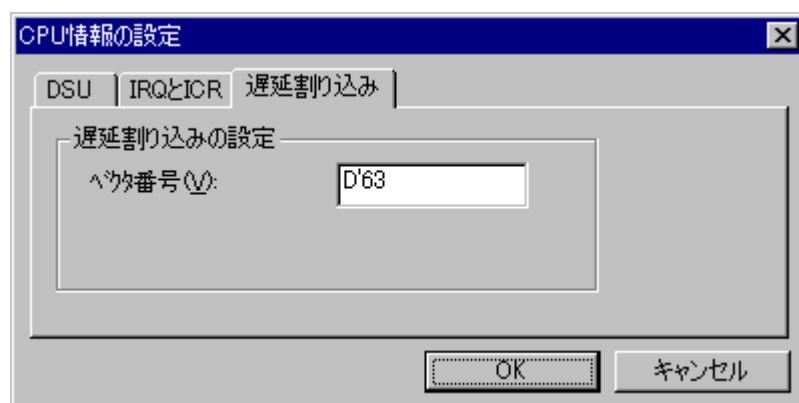 CPU情報の設定
DSU IRQとICR 遅延割り込み
遅延割り込みの設定
ﾍﾞｸﾀ番号(V): D'63
OK キャンセル